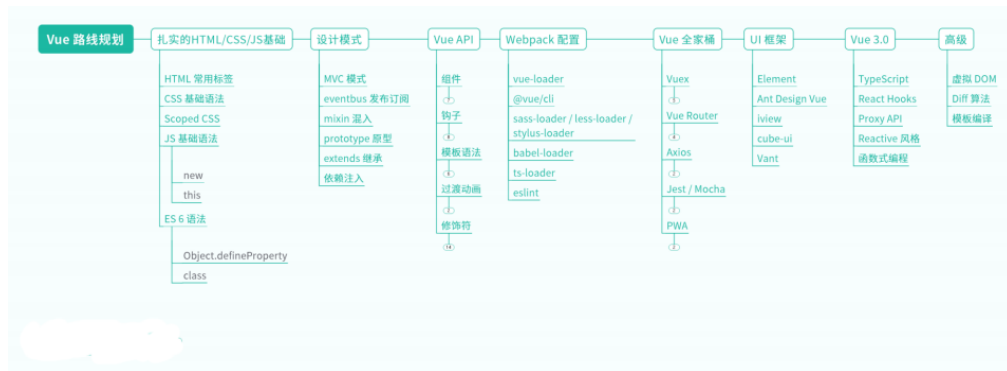 Vue 路线规划
扎实的HTML/CSS/JS基础
HTML 常用标签
CSS 基础语法
Scoped CSS
JS 基础语法
new
this
ES 6 语法
Object.defineProperty
class
设计模式
MVC 模式
eventbus 发布订阅
mixin 混入
prototype 原型
extends 继承
依赖注入
Vue API
组件
钩子
模板语法
过渡动画
修饰符
14
Webpack 配置
vue-loader
@vue/cli
sass-loader / less-loader /
stylus-loader
babel-loader
ts-loader
eslint
Vue 全家桶
Vuex
Vue Router
Axios
Jest / Mocha
PWA
UI 框架
Element
Ant Design Vue
iview
cube-ui
Vant
Vue 3.0
TypeScript
React Hooks
Proxy API
Reactive 风格
函数式编程
高级
虚拟 DOM
Diff 算法
模板编译